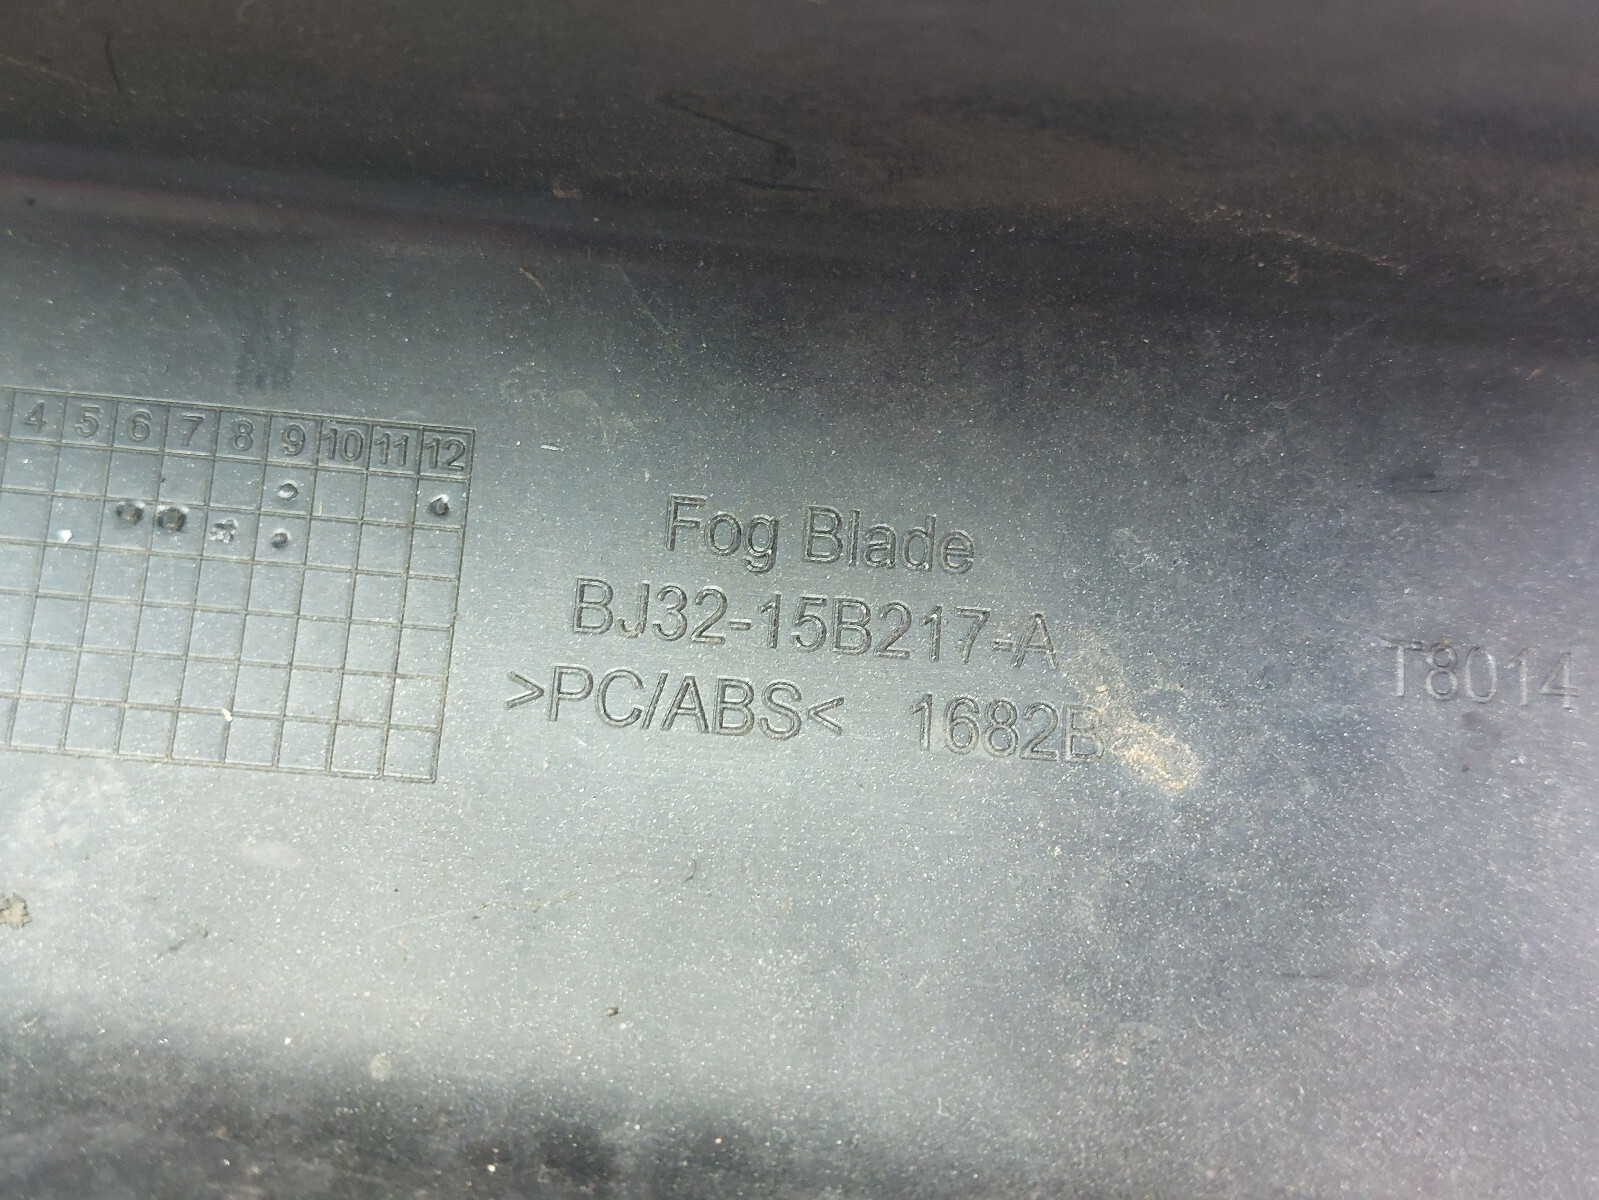 4 5 6 7 8 9 10 11 12
Fog Blade
BJ32-15B217-A
>PC/ABS< 1682B
T8014